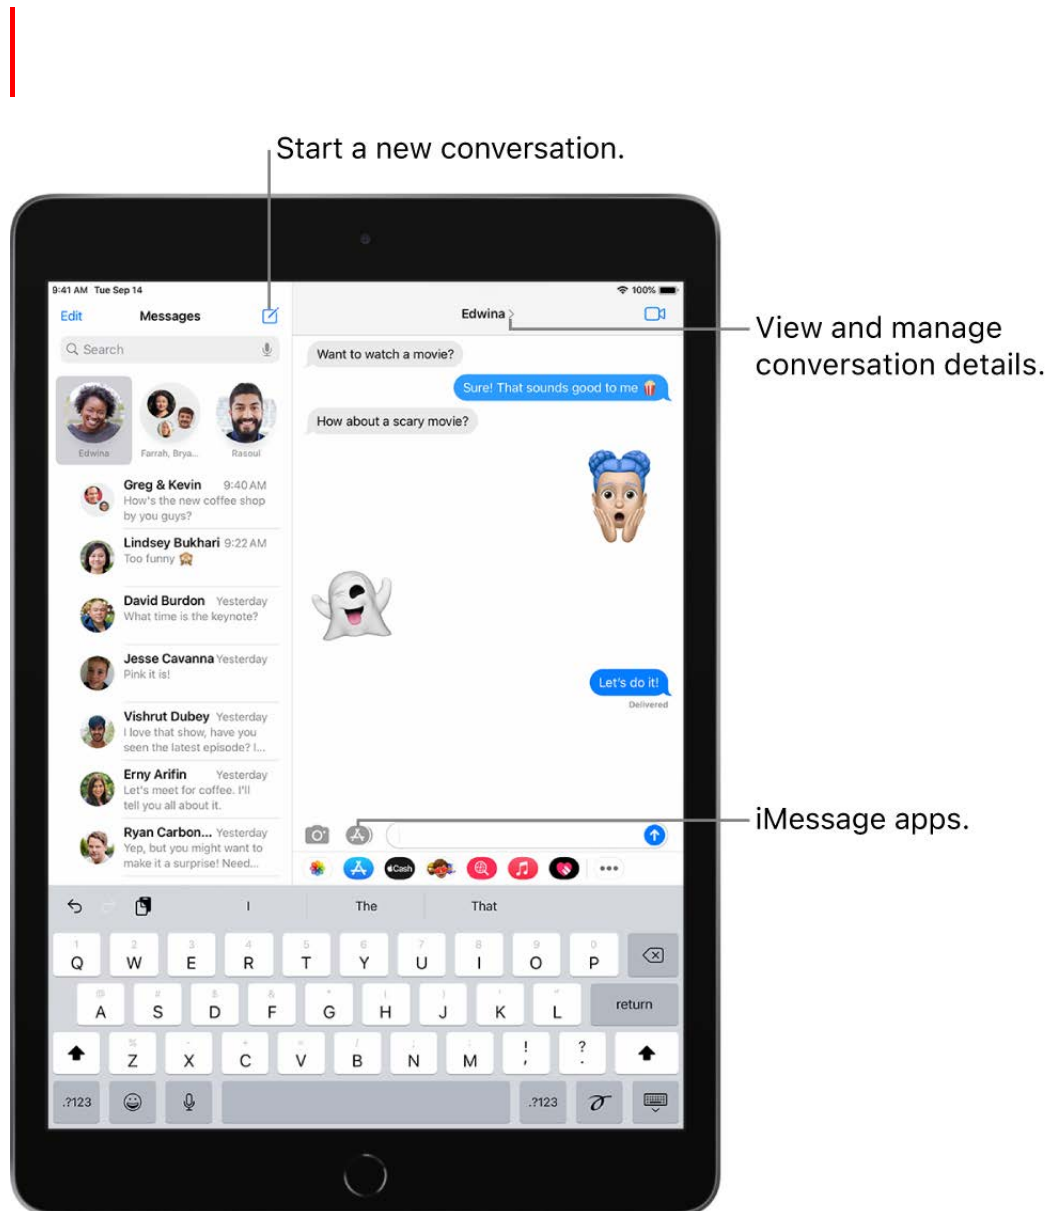 Start a new conversation.
9:41 AM Tue Sep 14
100%
Edit
Messages
Edwina >
View and manage
conversation details.
Search
Want to watch a movie?
Sure! That sounds good to me 🍿
How about a scary movie?
Edwina
Farrah, Brya...
Rasoul
Greg & Kevin 9:40 AM
How's the new coffee shop
by you guys?
Lindsey Bukhari 9:22 AM
Too funny 🙈
David Burdon Yesterday
What time is the keynote?
Jesse Cavanna Yesterday
Pink it is!
Vishrut Dubey Yesterday
I love that show, have you
seen the latest episode? I...
Erny Arifin Yesterday
Let's meet for coffee. I'll
tell you all about it.
Ryan Carbon... Yesterday
Yep, but you might want to
make it a surprise! Need...
Let's do it!
Delivered
iMessage apps.
Cash
I The That
1 2 3 4 5 6 7 8 9 0
Q W E R T Y U I O P
@ # $ & * ( ) ' "
A S D F G H J K L return
% - + = / ; : ! ?
Z X C V B N M , .
.?123 .?123